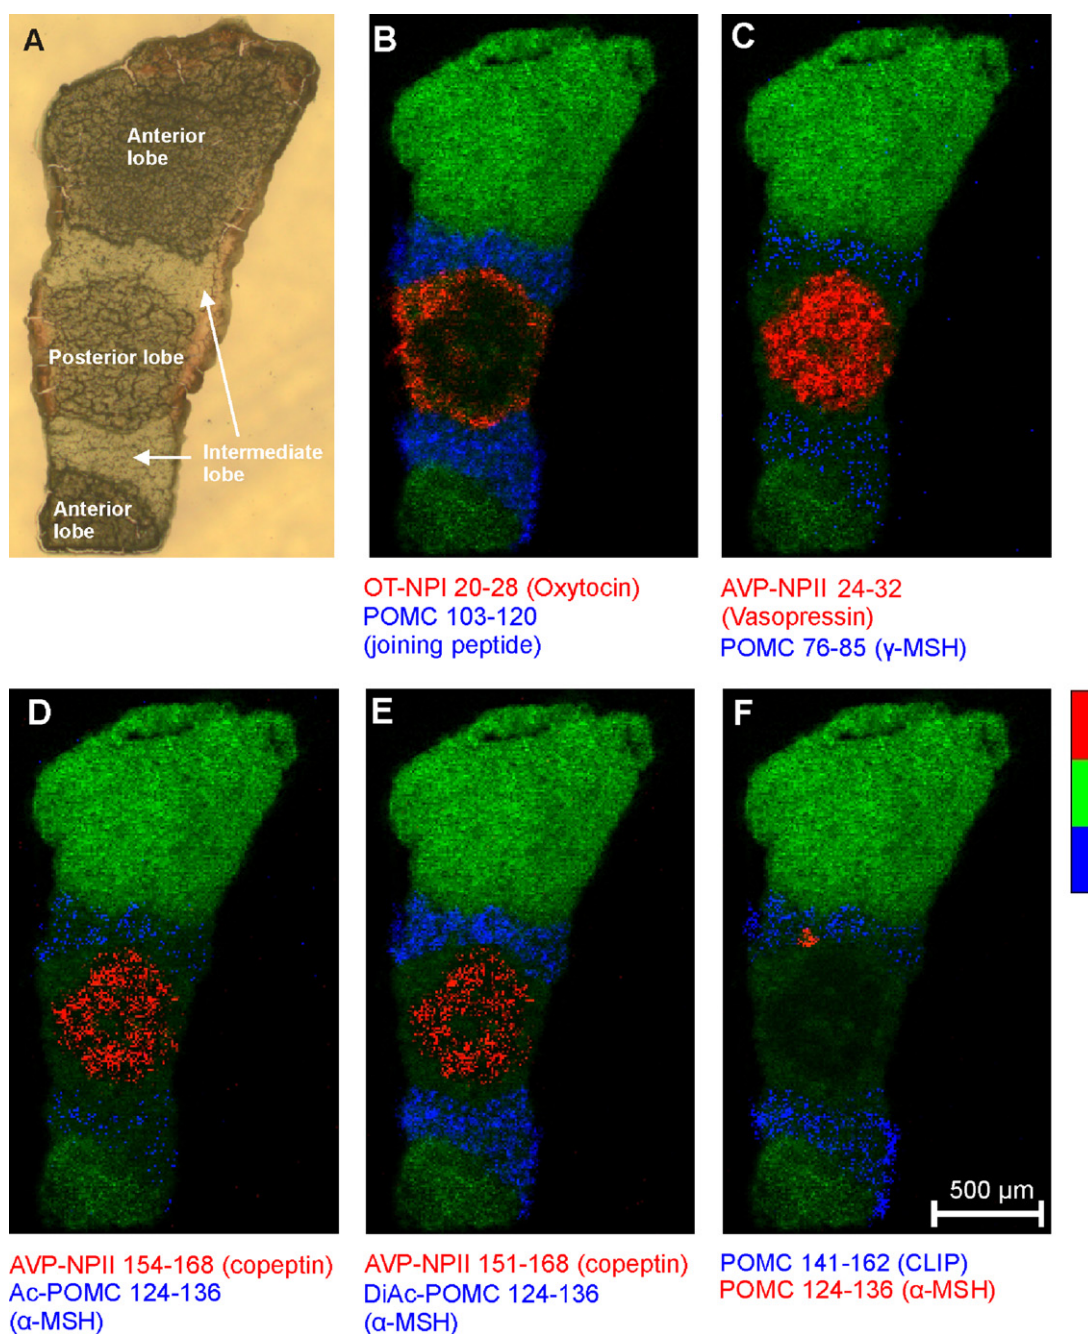 A
B
C
Anterior
lobe
Posterior lobe
Intermediate
lobe
Anterior
lobe
OT-NPI 20-28 (Oxytocin)
POMC 103-120
(joining peptide)
AVP-NPII 24-32
(Vasopressin)
POMC 76-85 (γ-MSH)
D
E
F
500 µm
AVP-NPII 154-168 (copeptin)
Ac-POMC 124-136
(α-MSH)
AVP-NPII 151-168 (copeptin)
DiAc-POMC 124-136
(α-MSH)
POMC 141-162 (CLIP)
POMC 124-136 (α-MSH)